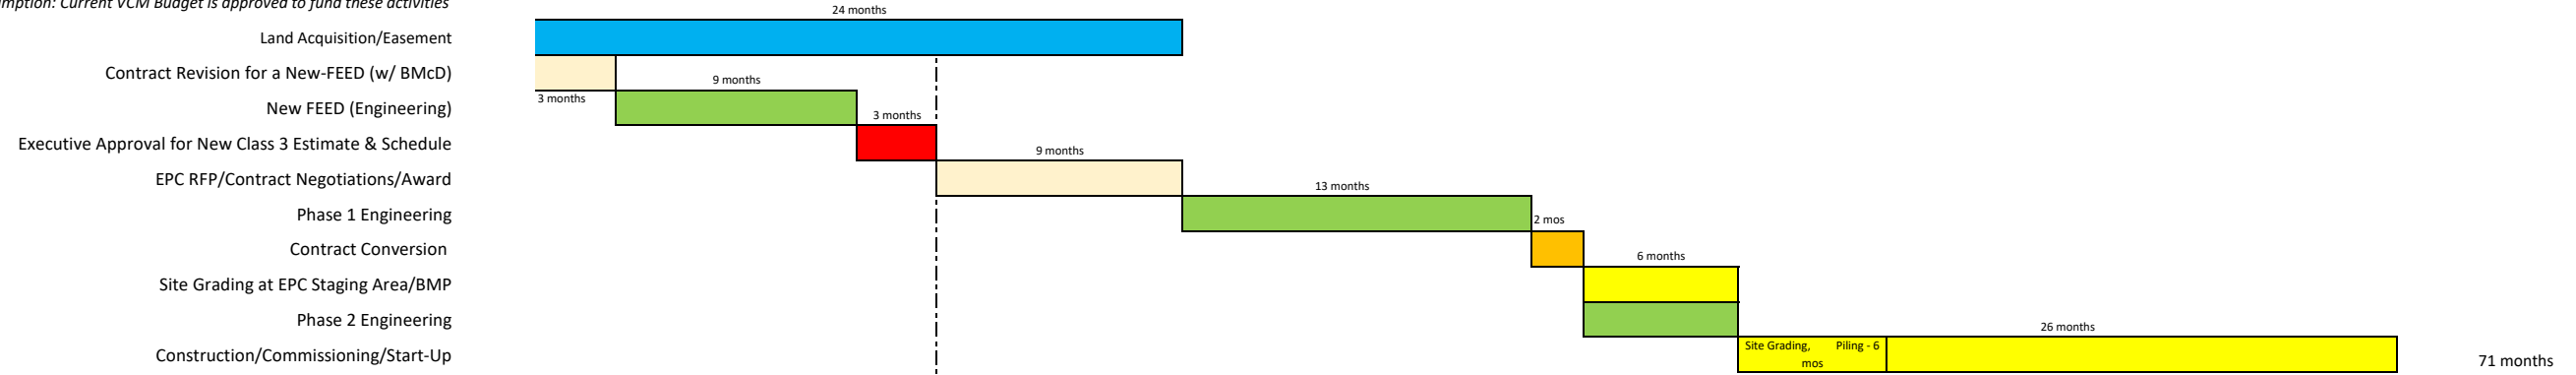 mption: Current VCM Budget is approved to fund these activities
24 months
Land Acquisition/Easement
Contract Revision for a New-FEED (w/ BMcD)
9 months
3 months
New FEED (Engineering)
3 months
Executive Approval for New Class 3 Estimate & Schedule
9 months
EPC RFP/Contract Negotiations/Award
13 months
Phase 1 Engineering
2 mos
Contract Conversion
6 months
Site Grading at EPC Staging Area/BMP
Phase 2 Engineering
26 months
Construction/Commissioning/Start-Up
Site Grading, Piling - 6
mos
71 months